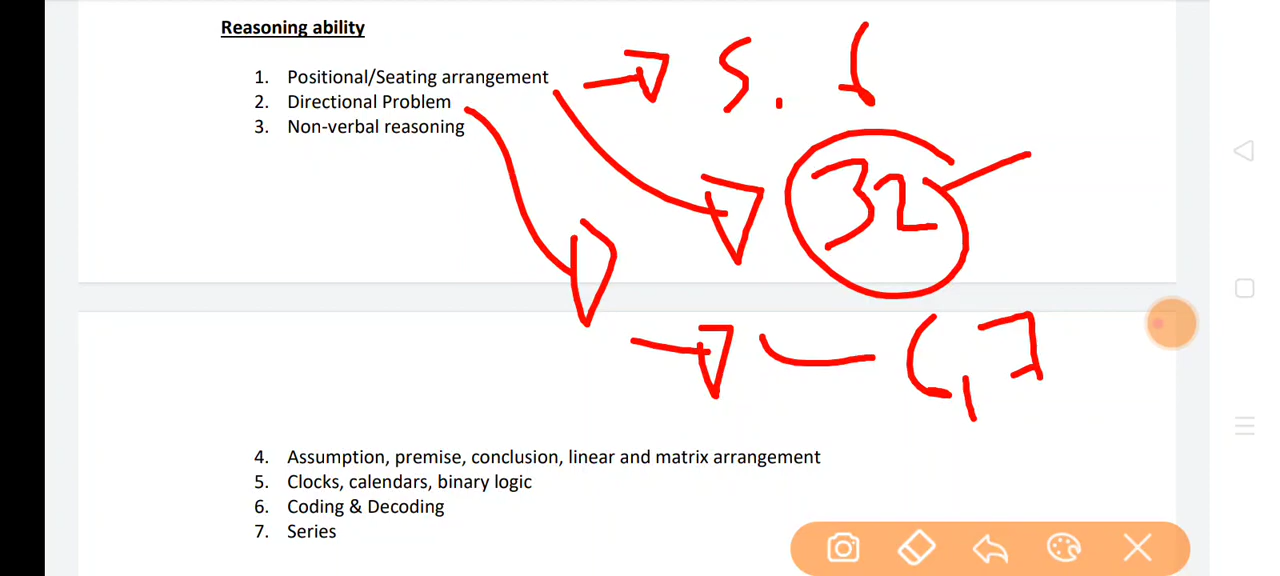 Reasoning ability
1. Positional/Seating arrangement
2. Directional Problem
3. Non-verbal reasoning
32
4. Assumption, premise, conclusion, linear and matrix arrangement
5. Clocks, calendars, binary logic
6. Coding & Decoding
7. Series